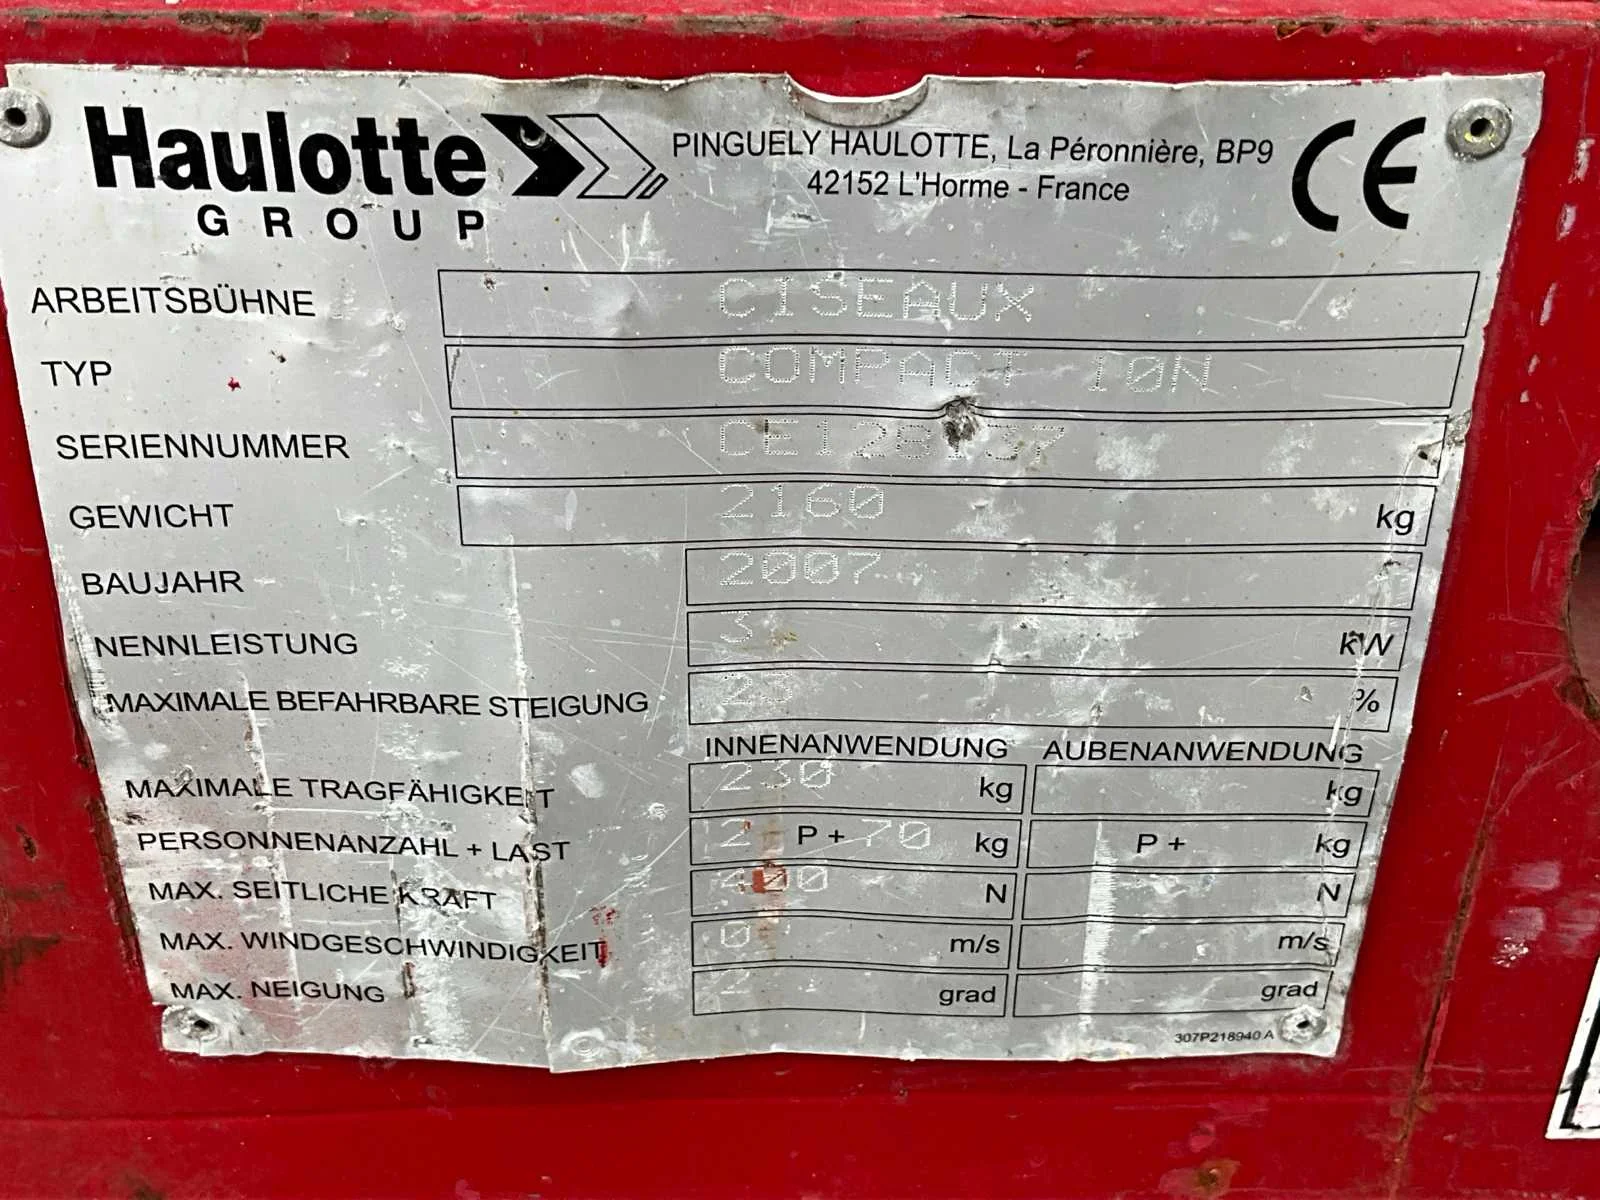 Haulotte
GROUP
PINGUELY HAULOTTE, La Péronnière, BP9
42152 L'Horme - France
CE
ARBEITSBÜHNE CISEAUX
TYP COMPACT 10N
SERIENNUMMER
GEWICHT 2160 kg
BAUJAHR 2007
NENNLEISTUNG 3 kW
MAXIMALE BEFAHRBARE STEIGUNG 23 %
INNENANWENDUNG AUBENANWENDUNG
MAXIMALE TRAGFÄHIGKEIT 230 kg kg
PERSONNENANZAHL + LAST 2 P + 70 kg P + kg
MAX. SEITLICHE KRAFT 400 N N
MAX. WINDGESCHWINDIGKEIT 0 m/s m/s
MAX. NEIGUNG grad grad
307P218940 A